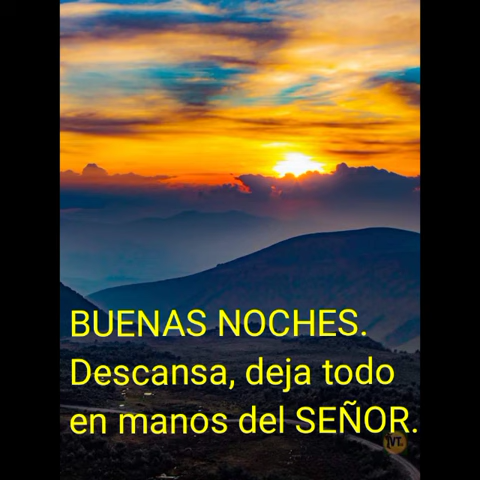 BUENAS NOCHES.
Descansa, deja todo
en manos del SEÑOR.